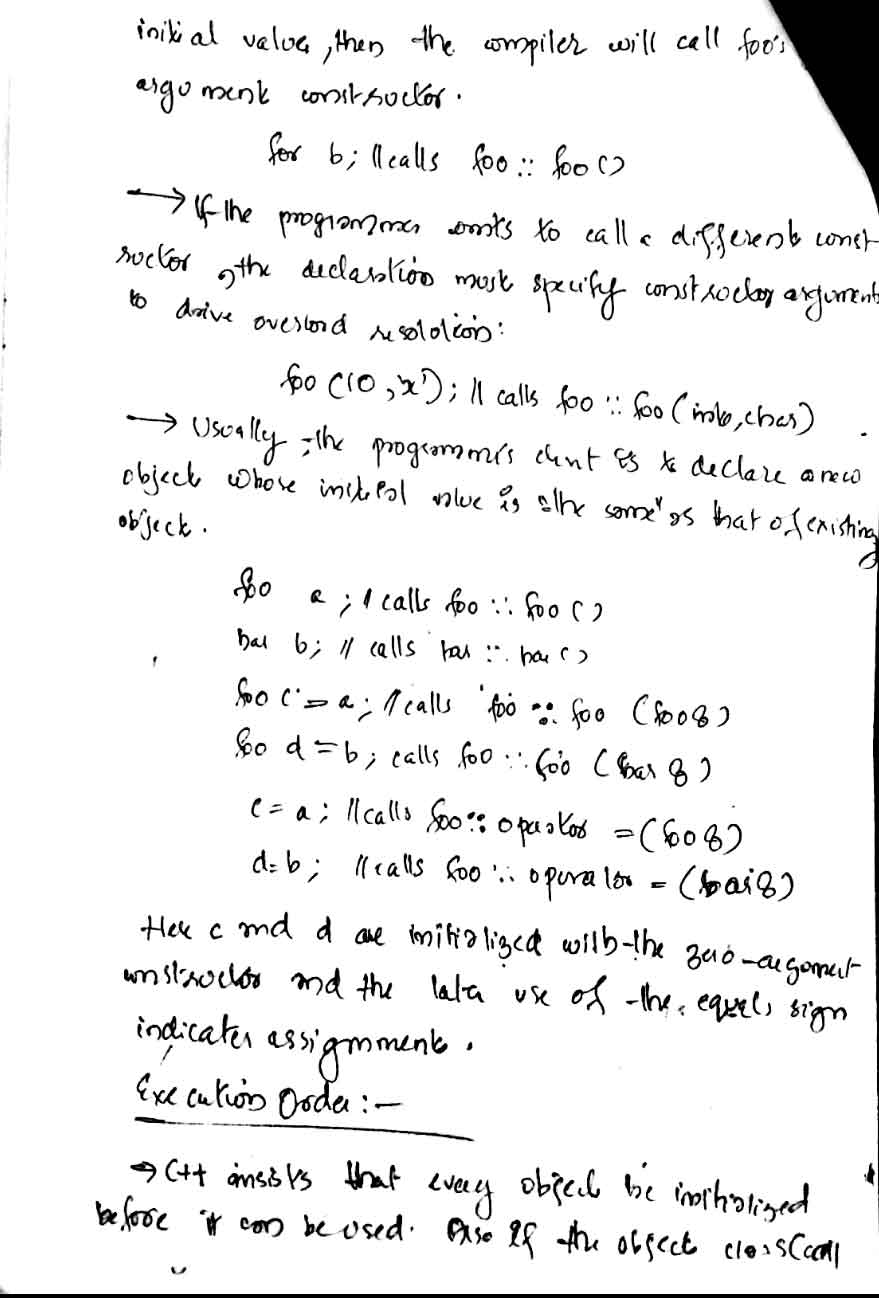 initial value, then the compiler will call foo's
argument constructor.
foo b; // calls foo :: foo ()
→ If the programmer wants to call a different const
ructor, the declaration must specify constructor arguments
to drive overload resolution:
foo (10, 'x'); // calls foo :: foo (int, char)
→ Usually, the programmer's is to declare a new
object whose initial value is the same as that of existing
object.
foo a; // calls foo :: foo ()
bar b; // calls bar :: bar ()
foo c = a; // calls foo :: foo (foo &)
foo d = b; calls foo :: foo (bar &)
c = a; // calls foo :: operator = (foo &)
d = b; // calls foo :: operator = (bar &)
Here c and d are initialized with the zero-argument
constructor and the later use of the equals sign
indicates assignment.
Execution Order :-
→ C++ insists that every object be initialized
before it can be used. Also if the object class (call